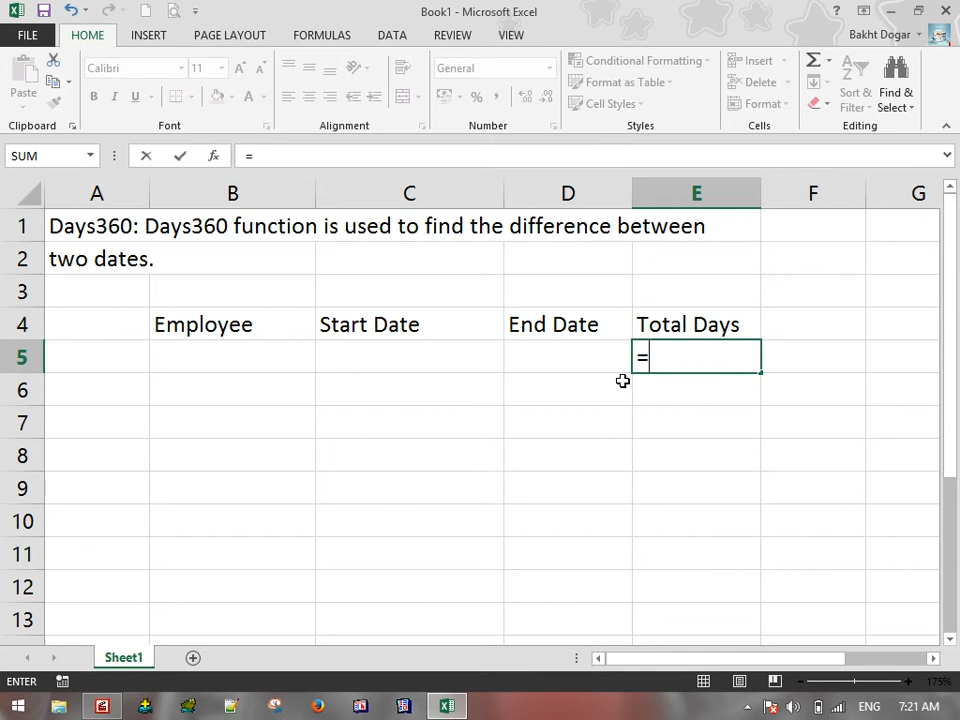 Book1 - Microsoft Excel
FILE HOME INSERT PAGE LAYOUT FORMULAS DATA REVIEW VIEW Bakht Dogar
Paste
Calibri 11
B I U A
General
% ,
Conditional Formatting
Format as Table
Cell Styles
Insert
Delete
Format
Sort & Filter
Find & Select
Clipboard Font Alignment Number Styles Cells Editing
SUM =
A B C D E F G
1 Days360: Days360 function is used to find the difference between
2 two dates.
3
4 Employee Start Date End Date Total Days
5 =
6
7
8
9
10
11
12
13
Sheet1
ENTER 175%
ENG 7:21 AM